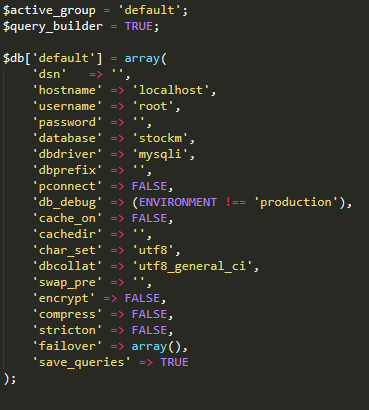 $active_group = 'default';
$query_builder = TRUE;

$db['default'] = array(
    'dsn'   => '',
    'hostname' => 'localhost',
    'username' => 'root',
    'password' => '',
    'database' => 'stockm',
    'dbdriver' => 'mysqli',
    'dbprefix' => '',
    'pconnect' => FALSE,
    'db_debug' => (ENVIRONMENT !== 'production'),
    'cache_on' => FALSE,
    'cachedir' => '',
    'char_set' => 'utf8',
    'dbcollat' => 'utf8_general_ci',
    'swap_pre' => '',
    'encrypt' => FALSE,
    'compress' => FALSE,
    'stricton' => FALSE,
    'failover' => array(),
    'save_queries' => TRUE
);